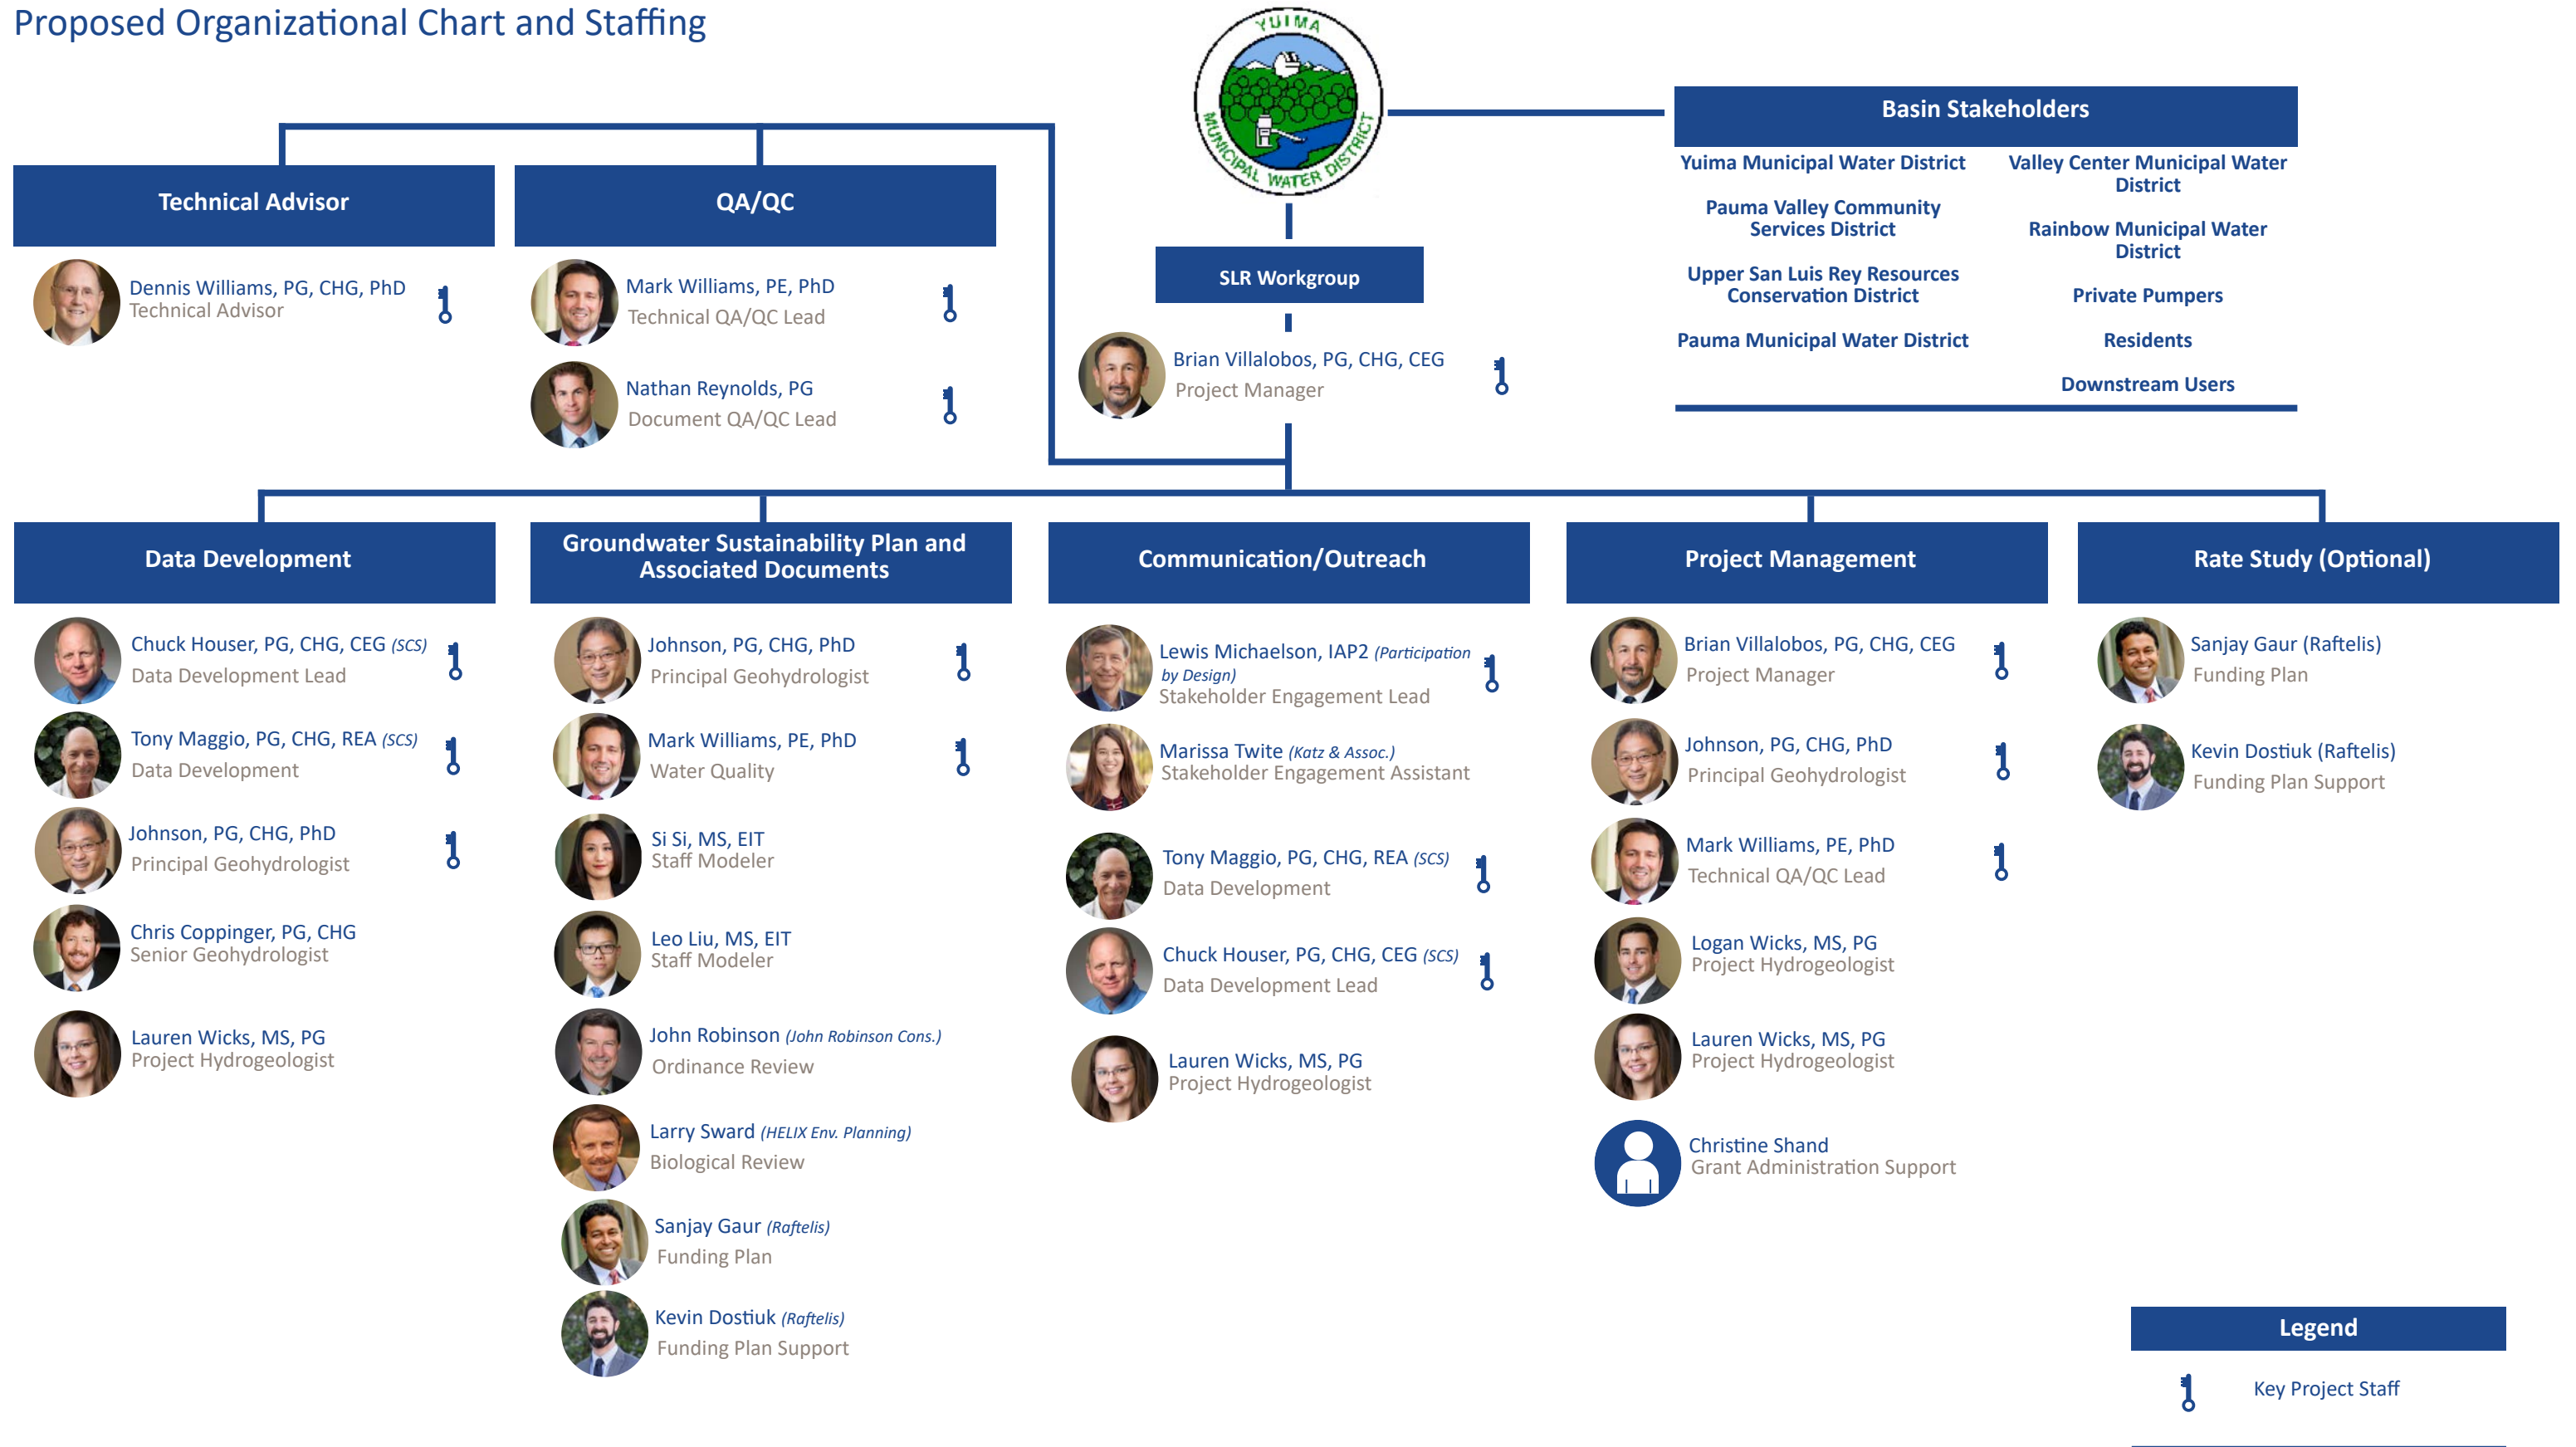 Proposed Organizational Chart and Staffing
YUIMA
MUNICIPAL WATER DISTRICT
Basin Stakeholders
Yuima Municipal Water District
Pauma Valley Community
Services District
Upper San Luis Rey Resources
Conservation District
Pauma Municipal Water District
Valley Center Municipal Water
District
Rainbow Municipal Water
District
Private Pumpers
Residents
Downstream Users
Technical Advisor
Dennis Williams, PG, CHG, PhD
Technical Advisor
QA/QC
Mark Williams, PE, PhD
Technical QA/QC Lead
Nathan Reynolds, PG
Document QA/QC Lead
SLR Workgroup
Brian Villalobos, PG, CHG, CEG
Project Manager
Data Development
Chuck Houser, PG, CHG, CEG (SCS)
Data Development Lead
Tony Maggio, PG, CHG, REA (SCS)
Data Development
Johnson, PG, CHG, PhD
Principal Geohydrologist
Chris Coppinger, PG, CHG
Senior Geohydrologist
Lauren Wicks, MS, PG
Project Hydrogeologist
Groundwater Sustainability Plan and
Associated Documents
Johnson, PG, CHG, PhD
Principal Geohydrologist
Mark Williams, PE, PhD
Water Quality
Si Si, MS, EIT
Staff Modeler
Leo Liu, MS, EIT
Staff Modeler
John Robinson (John Robinson Cons.)
Ordinance Review
Larry Sward (HELIX Env. Planning)
Biological Review
Sanjay Gaur (Raftelis)
Funding Plan
Kevin Dostiuk (Raftelis)
Funding Plan Support
Communication/Outreach
Lewis Michaelson, IAP2 (Participation
by Design)
Stakeholder Engagement Lead
Marissa Twite (Katz & Assoc.)
Stakeholder Engagement Assistant
Tony Maggio, PG, CHG, REA (SCS)
Data Development
Chuck Houser, PG, CHG, CEG (SCS)
Data Development Lead
Lauren Wicks, MS, PG
Project Hydrogeologist
Project Management
Brian Villalobos, PG, CHG, CEG
Project Manager
Johnson, PG, CHG, PhD
Principal Geohydrologist
Mark Williams, PE, PhD
Technical QA/QC Lead
Logan Wicks, MS, PG
Project Hydrogeologist
Lauren Wicks, MS, PG
Project Hydrogeologist
Christine Shand
Grant Administration Support
Rate Study (Optional)
Sanjay Gaur (Raftelis)
Funding Plan
Kevin Dostiuk (Raftelis)
Funding Plan Support
Legend
Key Project Staff